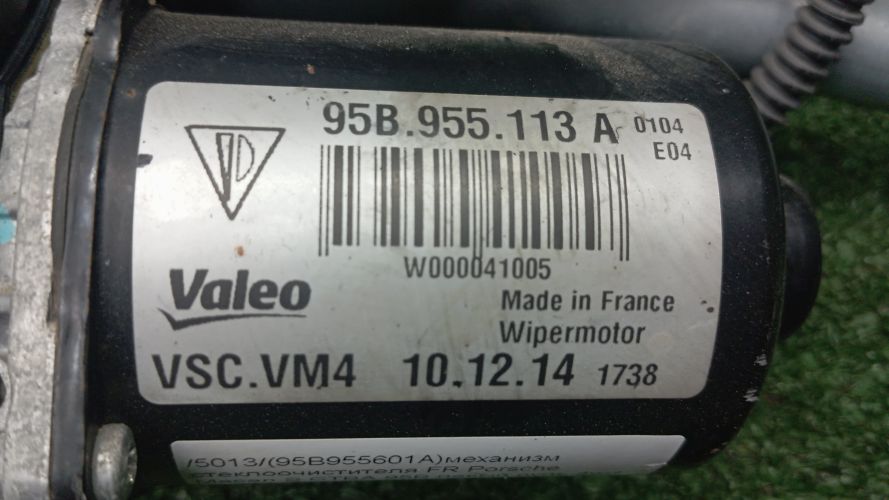 95B.955.113 A 0104
E04
W000041005
Valeo
Made in France
Wipermotor
VSC.VM4 10.12.14 1738
/5013/(95B955601A)механизм
стеклоочистителя FR Porsche